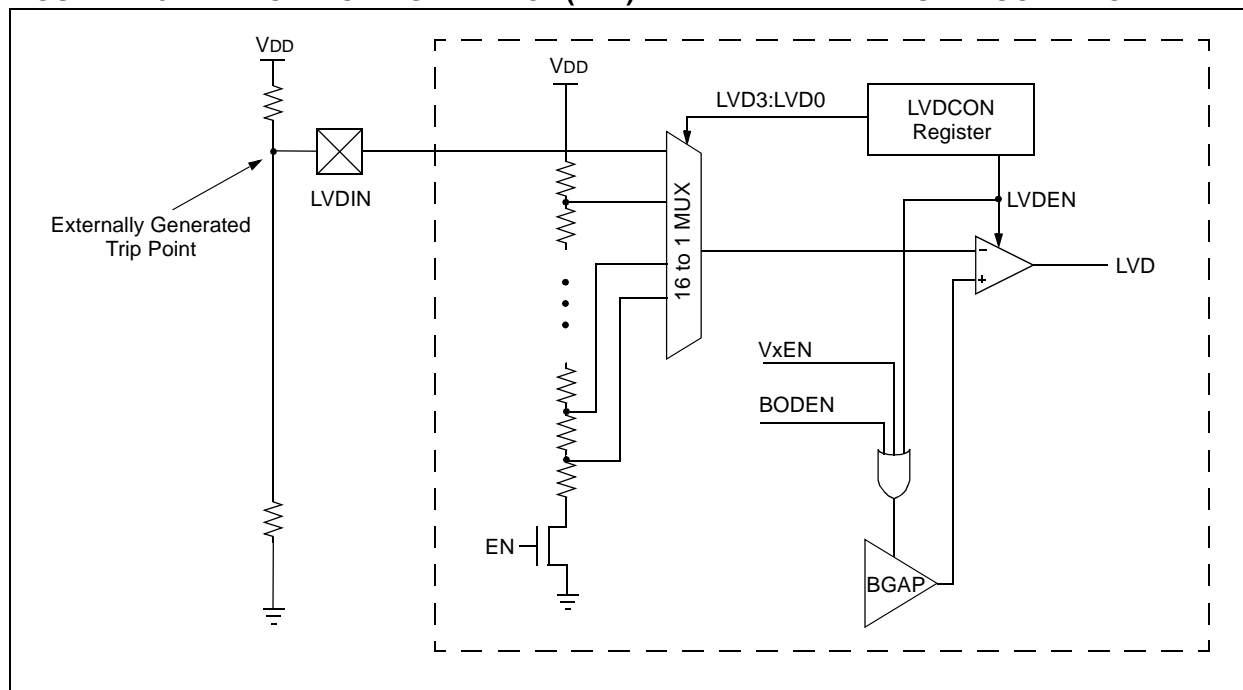 VDD
VDD
LVD3:LVD0
LVDCON
Register
LVDIN
16 to 1 MUX
LVDEN
Externally Generated
Trip Point
–
+
LVD
VxEN
BODEN
EN
BGAP